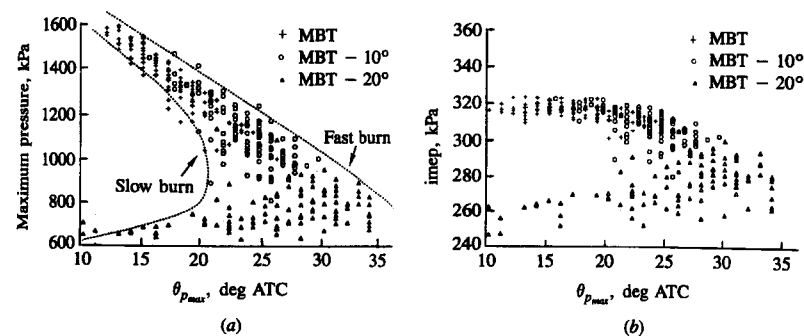 1600
1400
1200
1000
800
600
Maximum pressure, kPa
+ MBT
○ MBT – 10°
▲ MBT – 20°
Fast burn
Slow burn
10 15 20 25 30 35
θpmax, deg ATC
(a)
360
340
320
300
280
260
240
imep, kPa
+ MBT
○ MBT – 10°
▲ MBT – 20°
10 15 20 25 30 35
θpmax, deg ATC
(b)